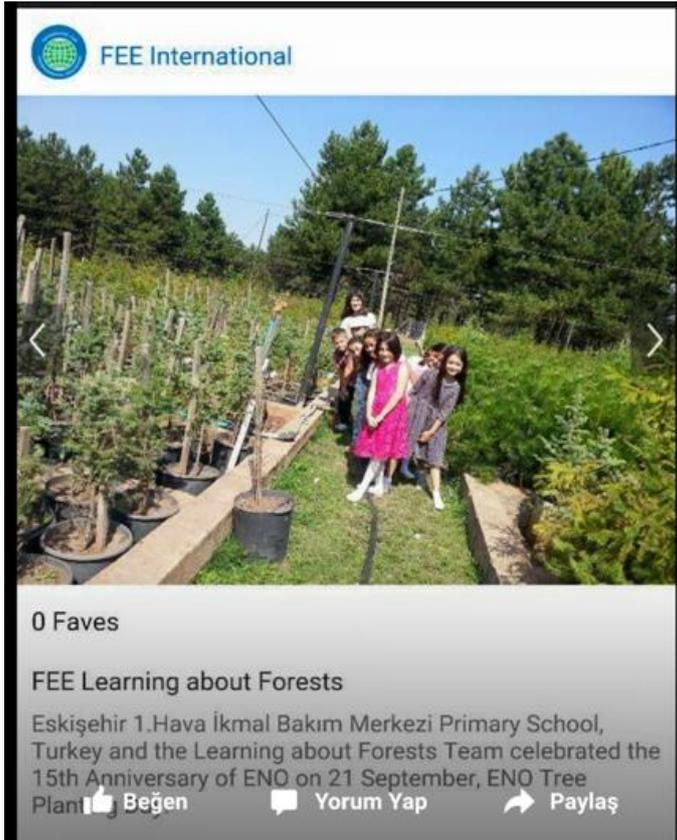 FEE International
0 Faves
FEE Learning about Forests
Eskişehir 1.Hava İkmal Bakım Merkezi Primary School,
Turkey and the Learning about Forests Team celebrated the
15th Anniversary of ENO on 21 September, ENO Tree
Beğen
Yorum Yap
Paylaş